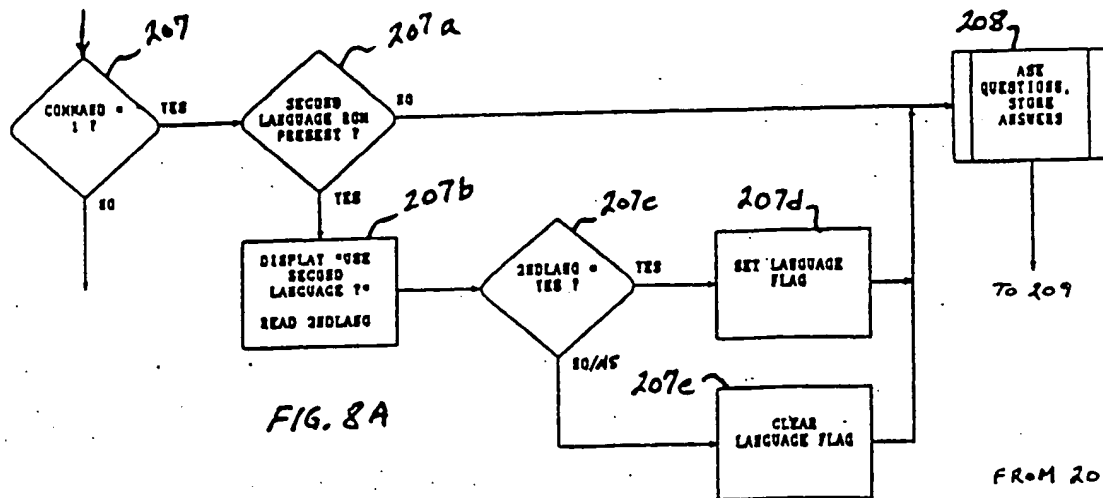 207
COMMAND =
1 ?
YES
NO
207a
SECOND
LANGUAGE ROM
PRESENT ?
NO
YES
207b
DISPLAY "USE
SECOND
LANGUAGE ?"
READ 2NDLANG
207c
2NDLANG =
YES ?
YES
NO/NS
207d
SET LANGUAGE
FLAG
207e
CLEAR
LANGUAGE FLAG
208
ASK
QUESTIONS,
STORE
ANSWERS
TO 209
FIG. 8A
FROM 20